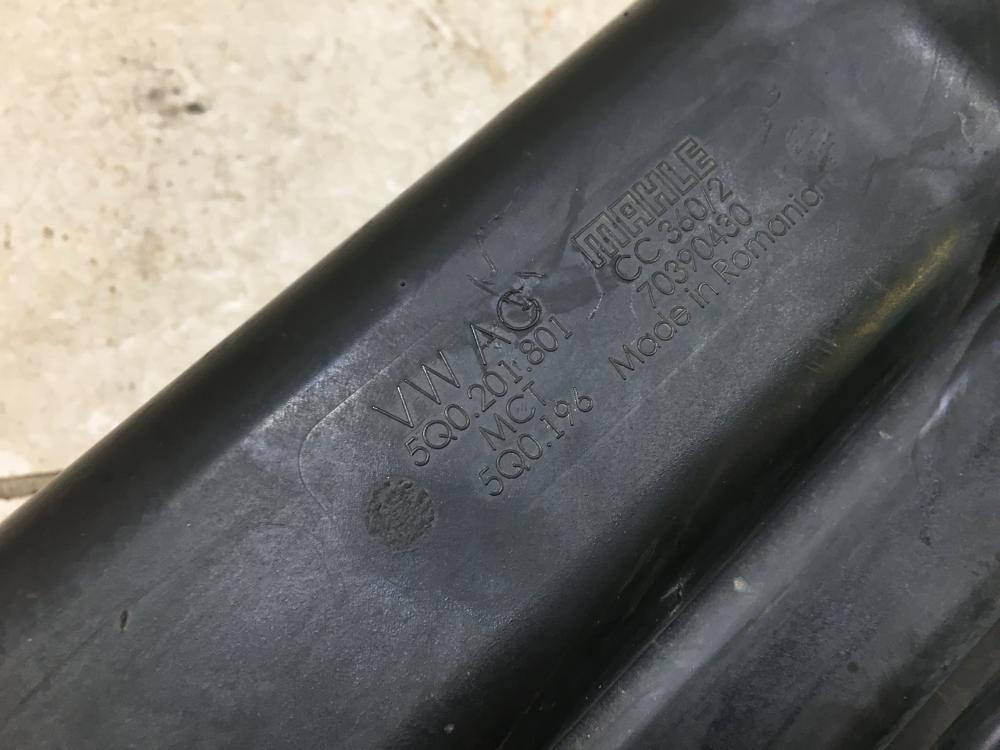 MAHLE
CC 360/2
70390430
Made in Romania
VW AG
5Q0.201.801
MCT
5Q0.196